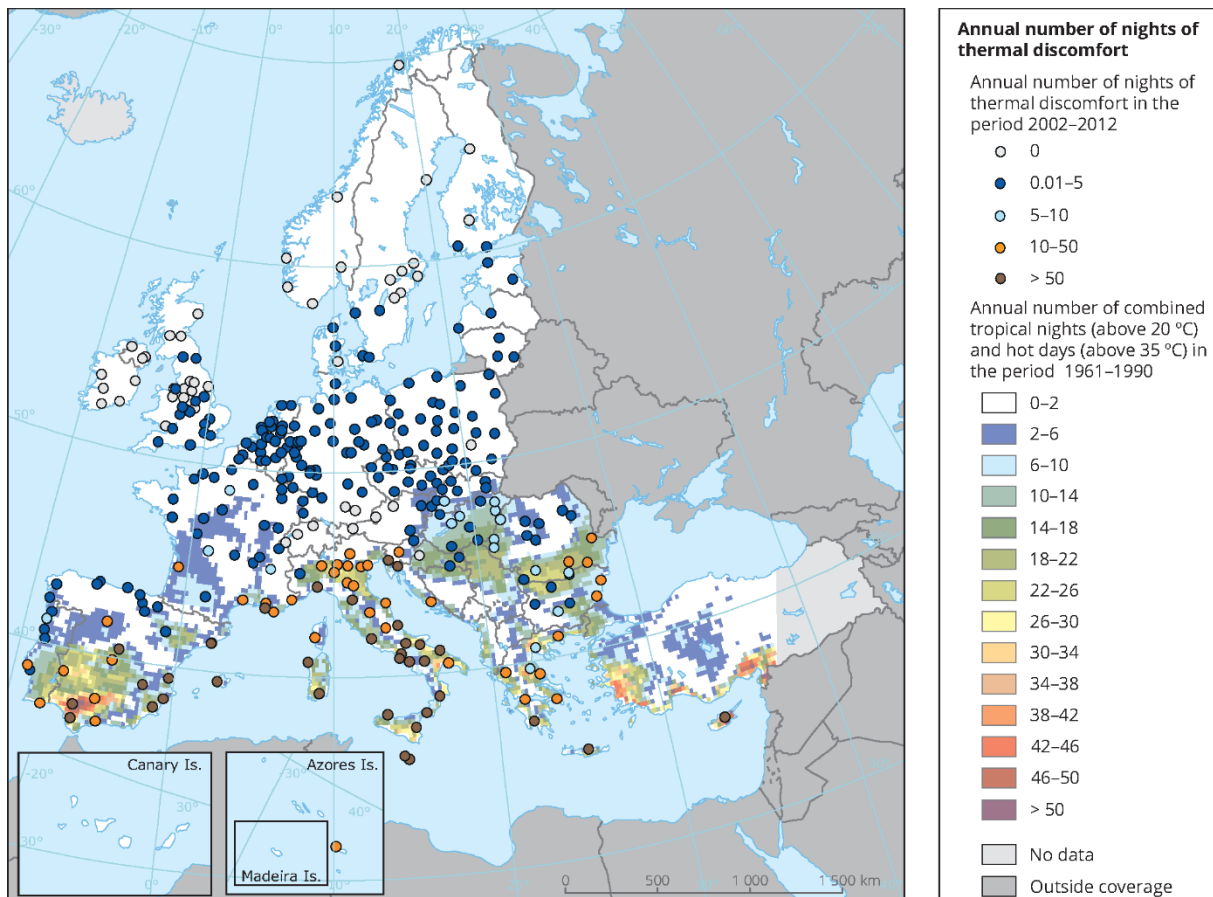 -30°
-20°
-10°
0°
10°
20°
30°
40°
60°
50°
40°
Canary Is.
-20°
30°
30°
0°
Azores Is.
-30°
40°
Madeira Is.
10°
20°
0 500 1 000 1 500 km
Annual number of nights of
thermal discomfort
Annual number of nights of
thermal discomfort in the
period 2002–2012
0
0.01–5
5–10
10–50
> 50
Annual number of combined
tropical nights (above 20 °C)
and hot days (above 35 °C) in
the period 1961–1990
0–2
2–6
6–10
10–14
14–18
18–22
22–26
26–30
30–34
34–38
38–42
42–46
46–50
> 50
No data
Outside coverage